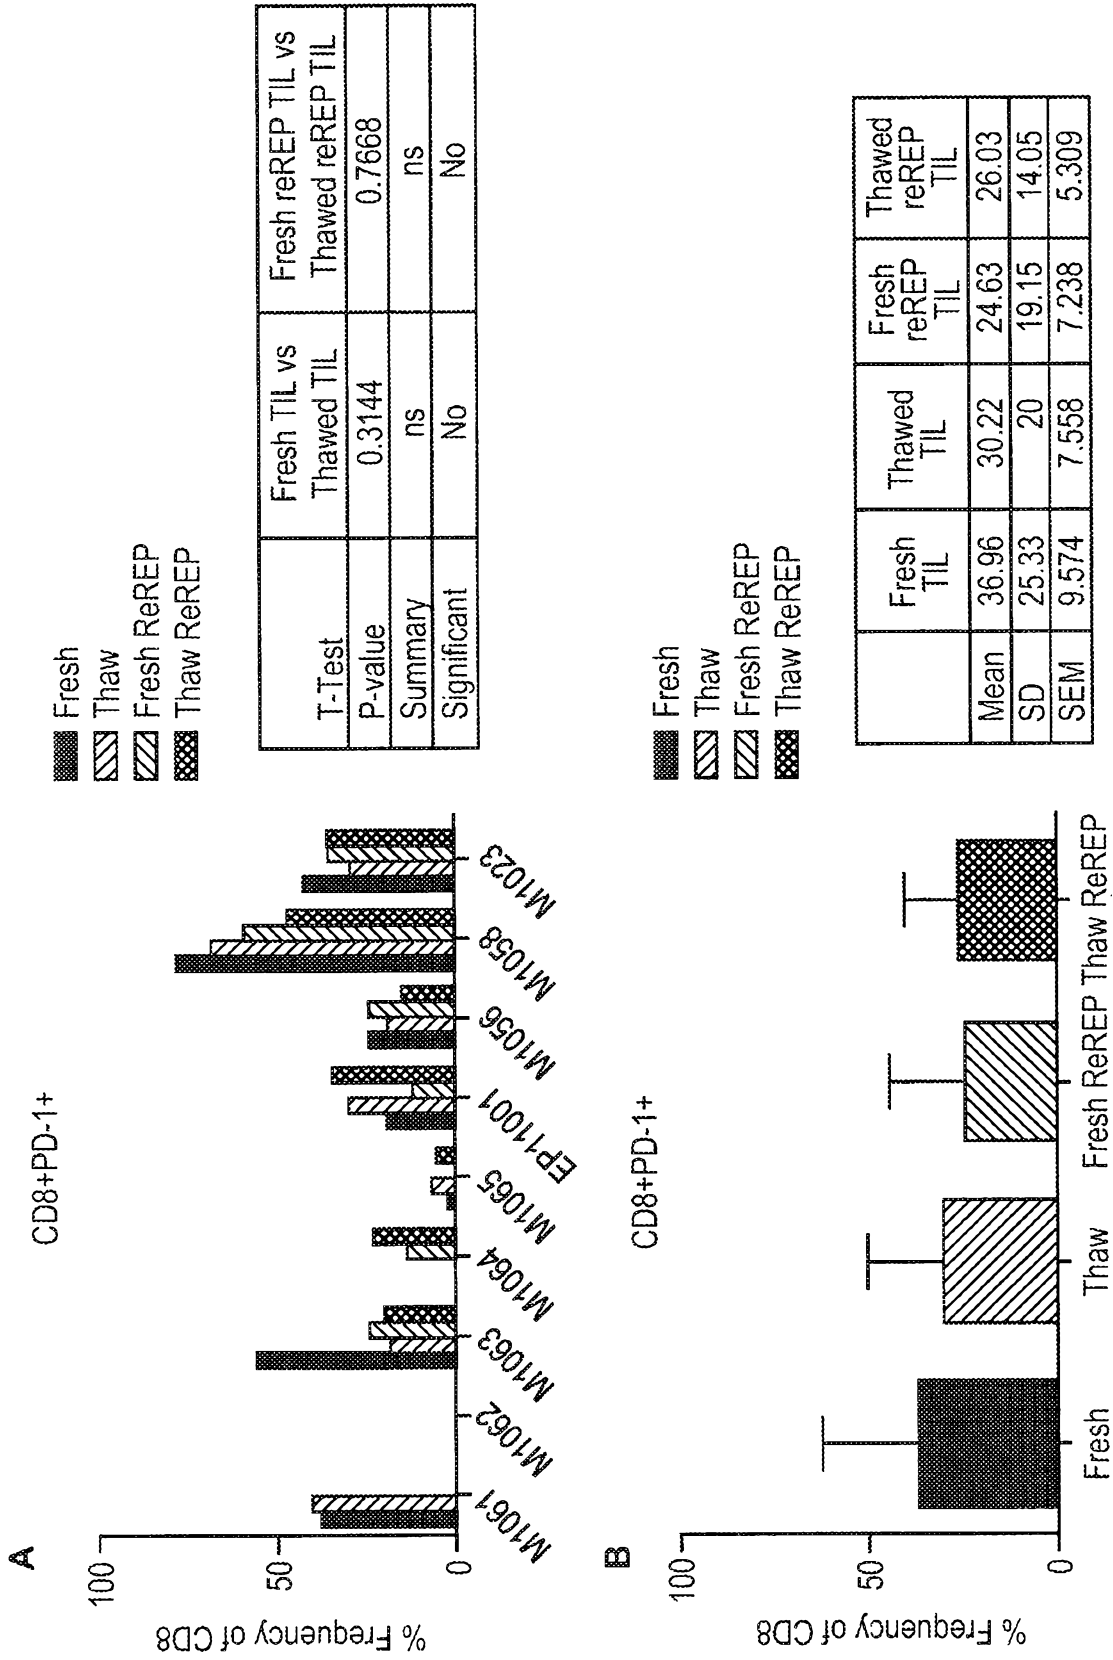 A
CD8+PD-1+
% Frequency of CD8
100
50
0
M1061
M1062
M1063
M1064
M1065
EP11001
M1056
M1058
M1023
Fresh
Thaw
Fresh ReREP
Thaw ReREP
T-Test
Fresh TIL vs
Thawed TIL
Fresh reREP TIL vs
Thawed reREP TIL
P-value 0.3144 0.7668
Summary ns ns
Significant No No
B
CD8+PD-1+
% Frequency of CD8
100
50
0
Fresh Thaw Fresh ReREP Thaw ReREP
Fresh
Thaw
Fresh ReREP
Thaw ReREP
Fresh
TIL
Thawed
TIL
Fresh
reREP
TIL
Thawed
reREP
TIL
Mean 36.96 30.22 24.63 26.03
SD 25.33 20 19.15 14.05
SEM 9.574 7.558 7.238 5.309